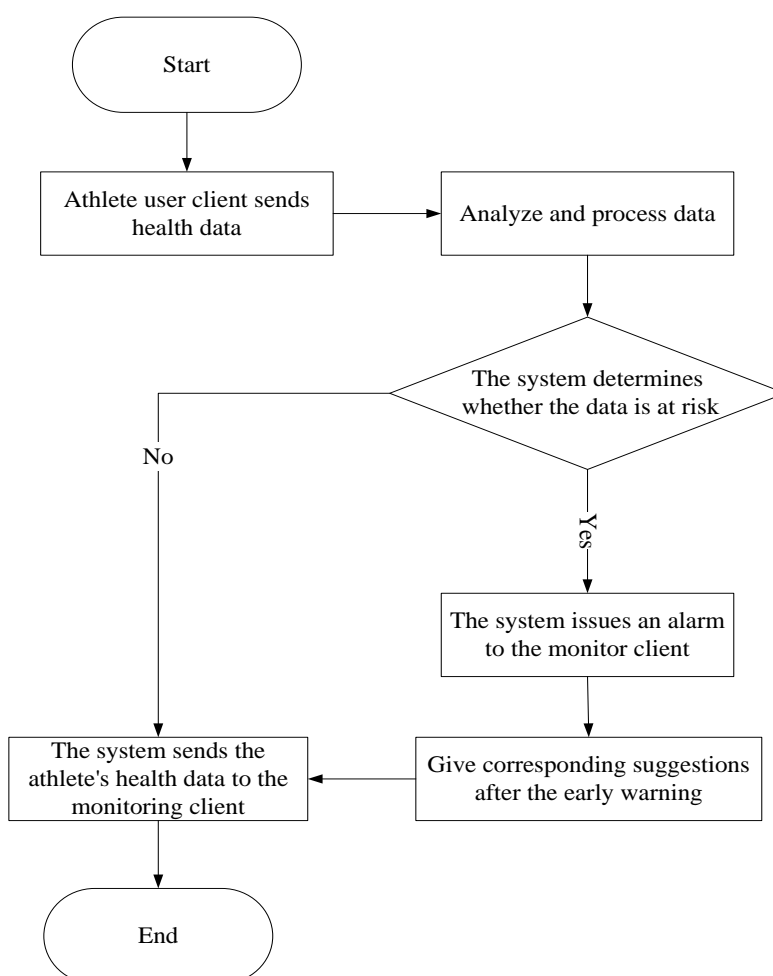 Start
Athlete user client sends
health data
Analyze and process data
The system determines
whether the data is at risk
No
Yes
The system issues an alarm
to the monitor client
The system sends the
athlete's health data to the
monitoring client
Give corresponding suggestions
after the early warning
End